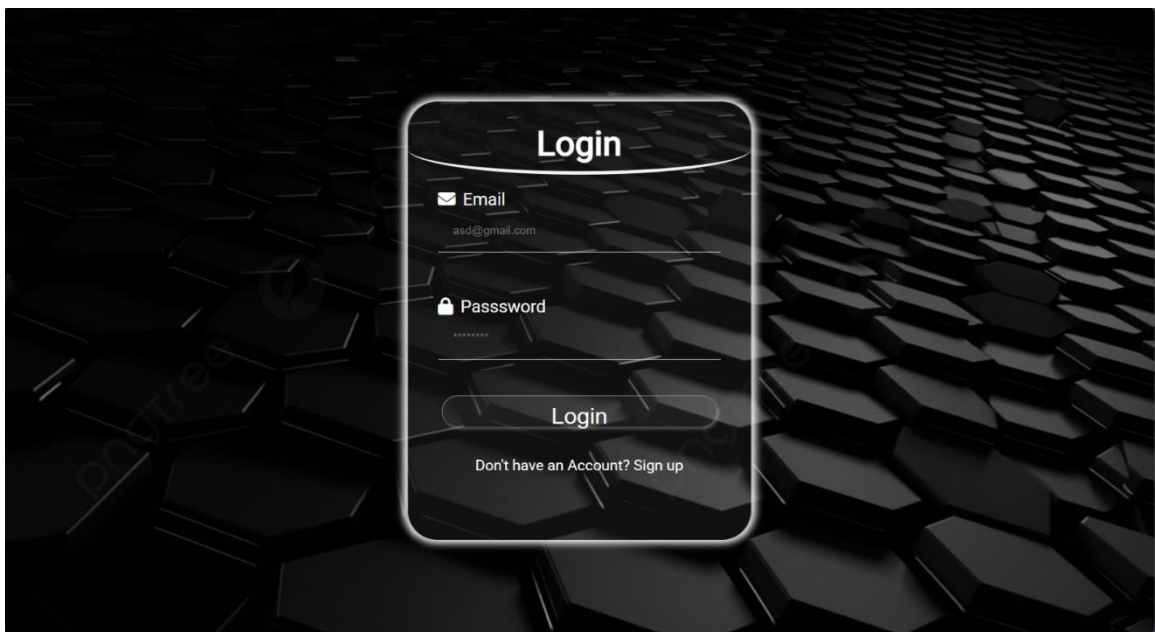 Login
Email
asd@gmail.com
Passsword
********
Login
Don't have an Account? Sign up